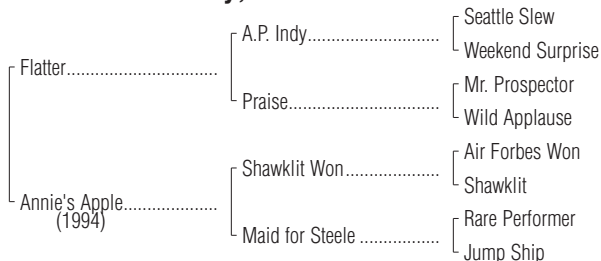 Seattle Slew
A.P. Indy
Weekend Surprise
Flatter
Mr. Prospector
Praise
Wild Applause
Air Forbes Won
Shawklit Won
Shawklit
Annie's Apple
(1994)
Rare Performer
Maid for Steele
Jump Ship